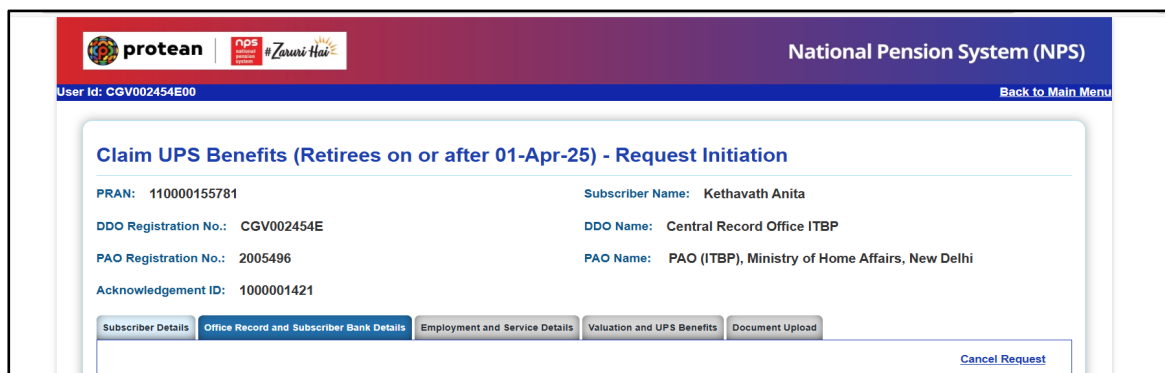 protean
nps
national
pension
system
#Zaruri Hai
National Pension System (NPS)
User Id: CGV002454E00
Back to Main Menu
Claim UPS Benefits (Retirees on or after 01-Apr-25) - Request Initiation
PRAN: 110000155781
Subscriber Name: Kethavath Anita
DDO Registration No.: CGV002454E
DDO Name: Central Record Office ITBP
PAO Registration No.: 2005496
PAO Name: PAO (ITBP), Ministry of Home Affairs, New Delhi
Acknowledgement ID: 1000001421
Subscriber Details Office Record and Subscriber Bank Details Employment and Service Details Valuation and UPS Benefits Document Upload
Cancel Request